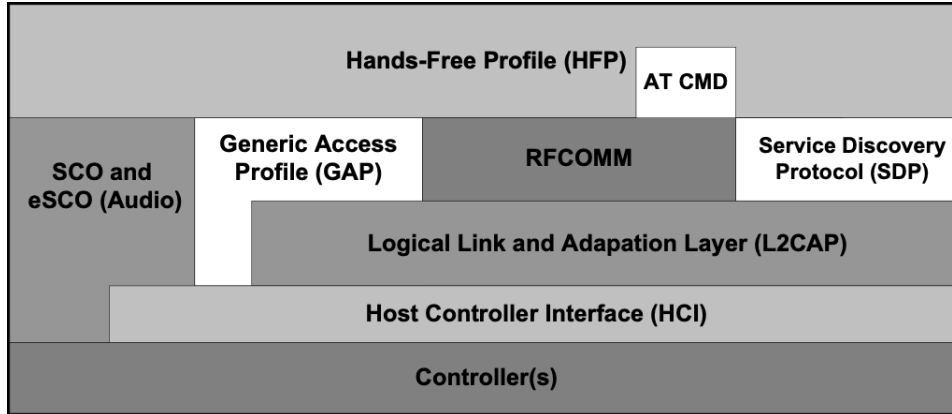 Hands-Free Profile (HFP)
AT CMD
SCO and
eSCO (Audio)
Generic Access
Profile (GAP)
RFCOMM
Service Discovery
Protocol (SDP)
Logical Link and Adapation Layer (L2CAP)
Host Controller Interface (HCI)
Controller(s)